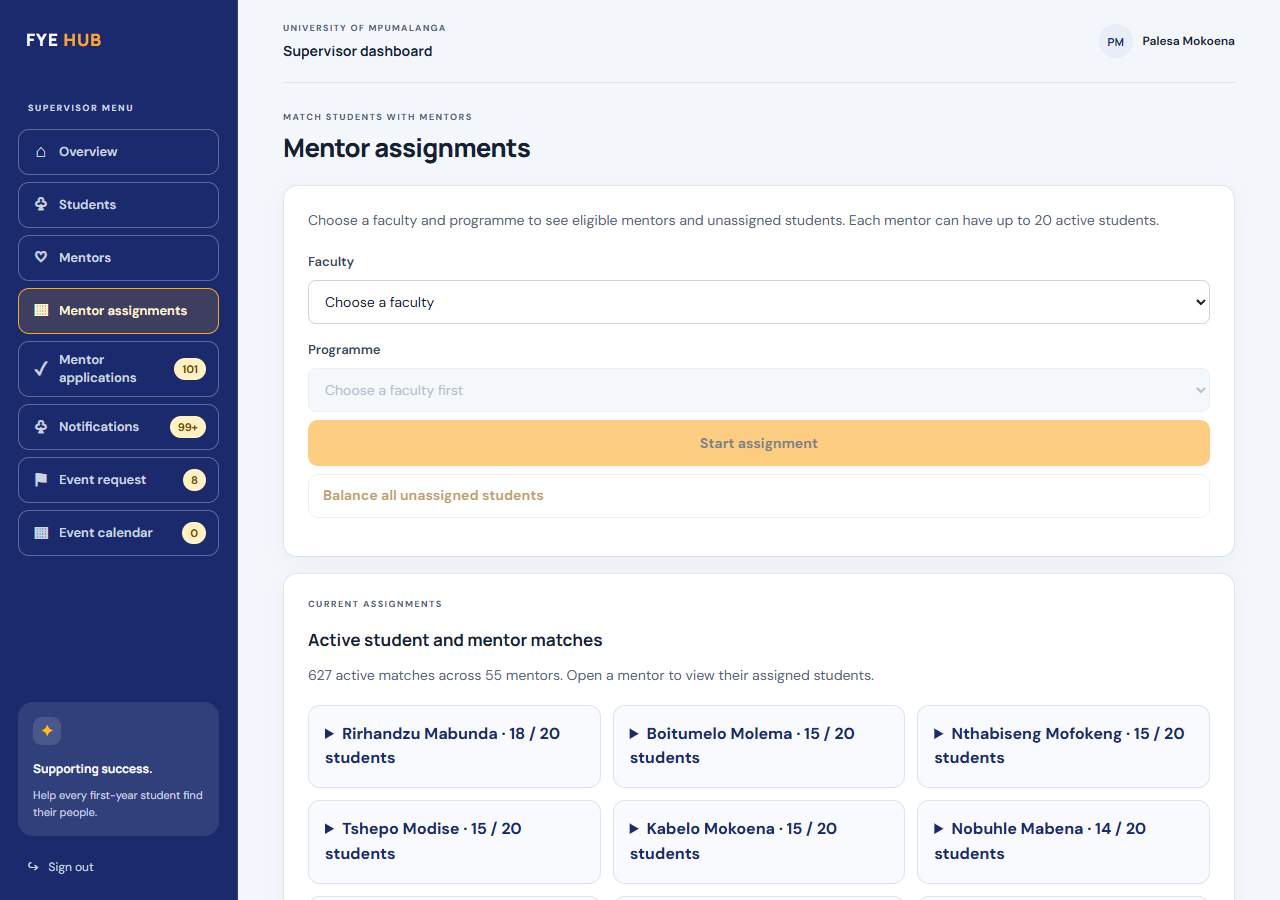 FYE HUB
SUPERVISOR MENU
Overview
Students
Mentors
Mentor assignments
Mentor
applications
101
Notifications
99+
Event request
8
Event calendar
0
Supporting success.
Help every first-year student find
their people.
Sign out
UNIVERSITY OF MPUMALANGA
Supervisor dashboard
PM
Palesa Mokoena
MATCH STUDENTS WITH MENTORS
Mentor assignments
Choose a faculty and programme to see eligible mentors and unassigned students. Each mentor can have up to 20 active students.
Faculty
Choose a faculty
Programme
Choose a faculty first
Start assignment
Balance all unassigned students
CURRENT ASSIGNMENTS
Active student and mentor matches
627 active matches across 55 mentors. Open a mentor to view their assigned students.
Rirhandzu Mabunda · 18 / 20
students
Boitumelo Molema · 15 / 20
students
Nthabiseng Mofokeng · 15 / 20
students
Tshepo Modise · 15 / 20
students
Kabelo Mokoena · 15 / 20
students
Nobuhle Mabena · 14 / 20
students